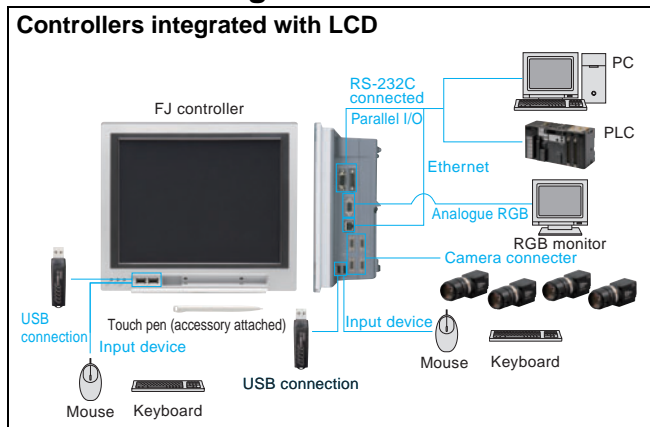 Controllers integrated with LCD
FJ controller
RS-232C
connected
Parallel I/O
PC
PLC
Ethernet
Analogue RGB
RGB monitor
Camera connecter
USB
connection
Touch pen (accessory attached)
Input device
Input device
USB connection
Mouse
Keyboard
Mouse
Keyboard